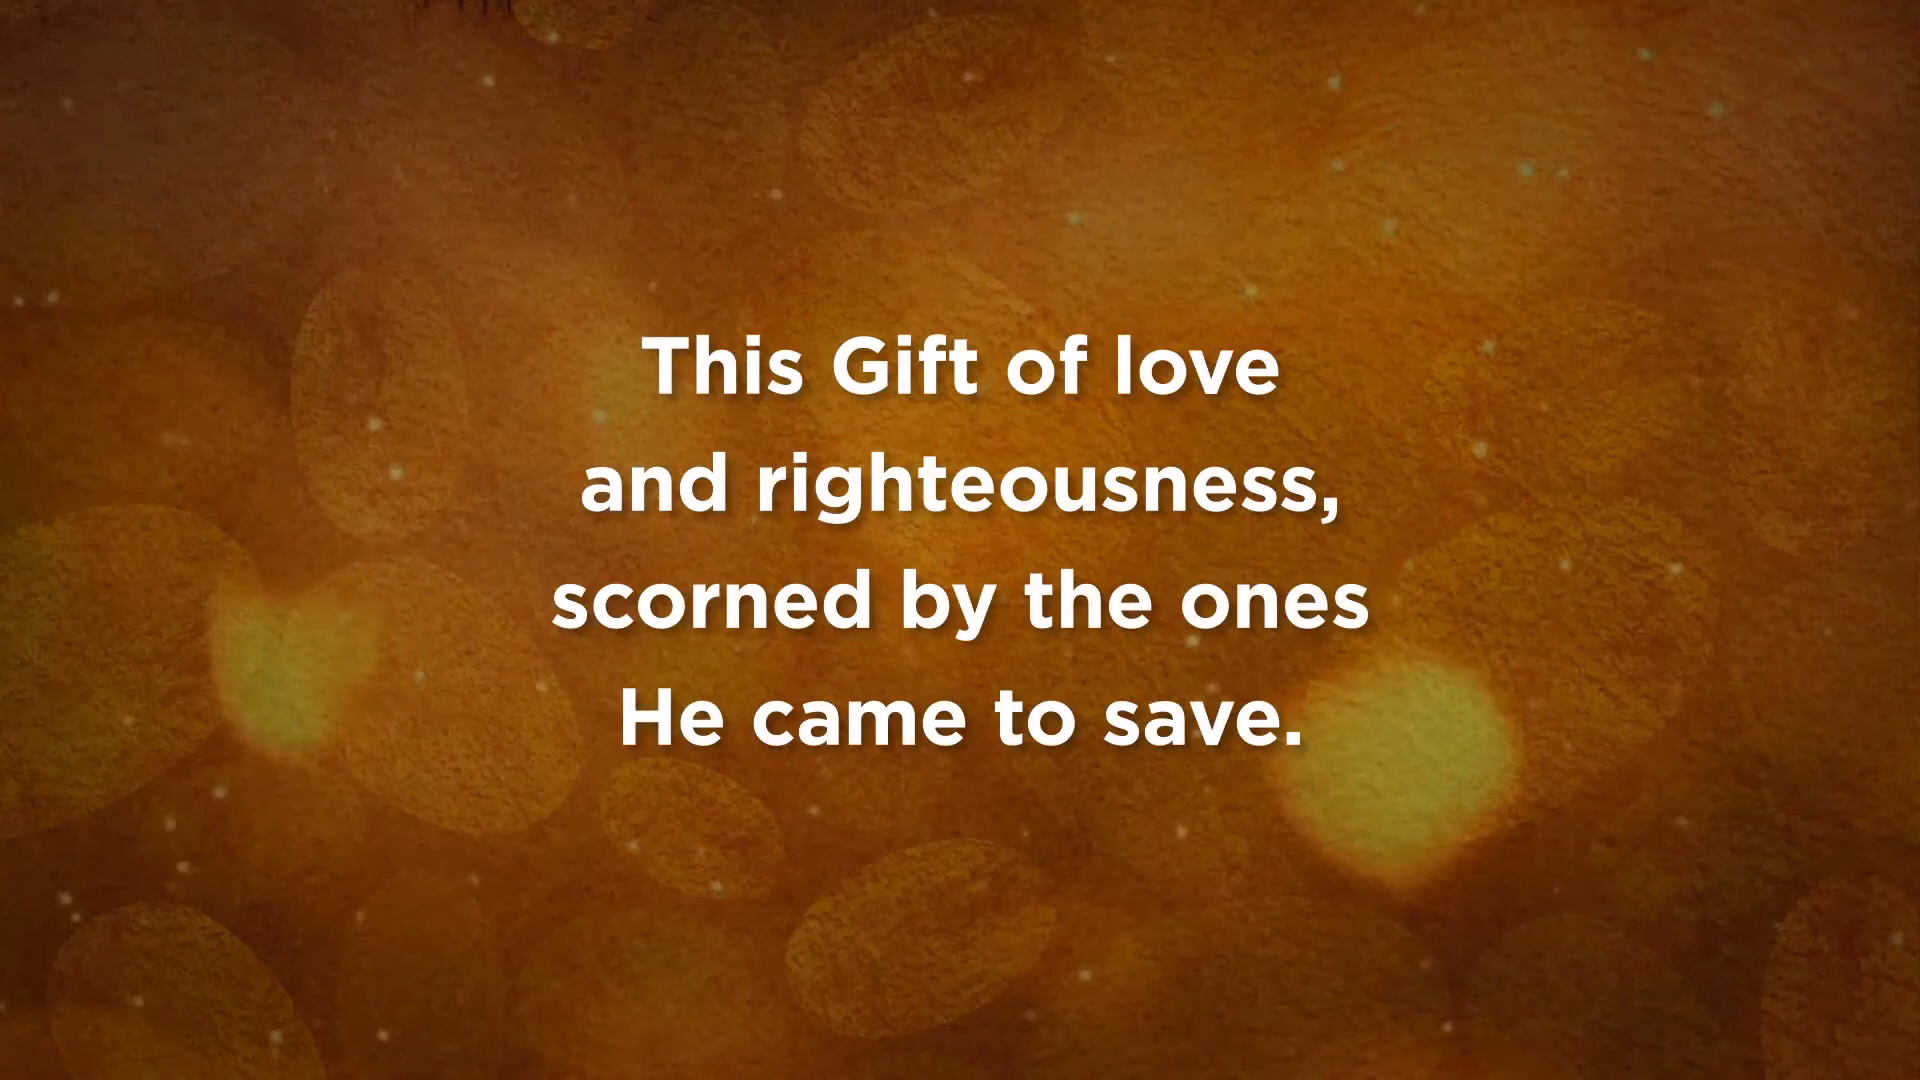 This Gift of love
and righteousness,
scorned by the ones
He came to save.